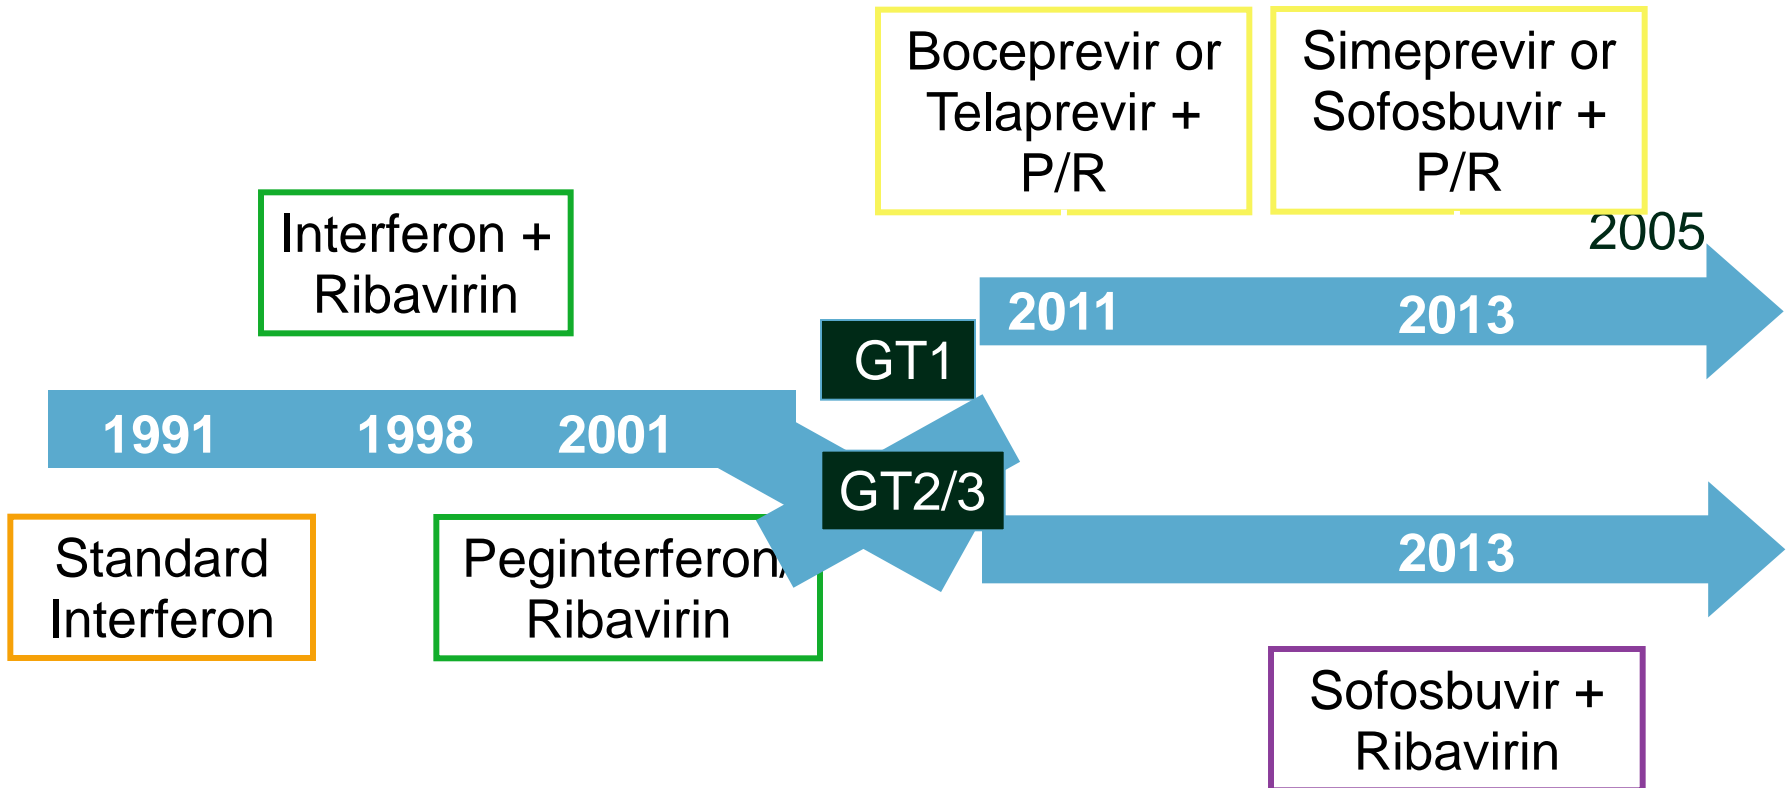 Boceprevir or
Telaprevir +
P/R
Simeprevir or
Sofosbuvir +
P/R
Interferon +
Ribavirin
2005
2011
2013
GT1
1991
1998
2001
GT2/3
Standard
Interferon
Peginterferon/
Ribavirin
2013
Sofosbuvir +
Ribavirin